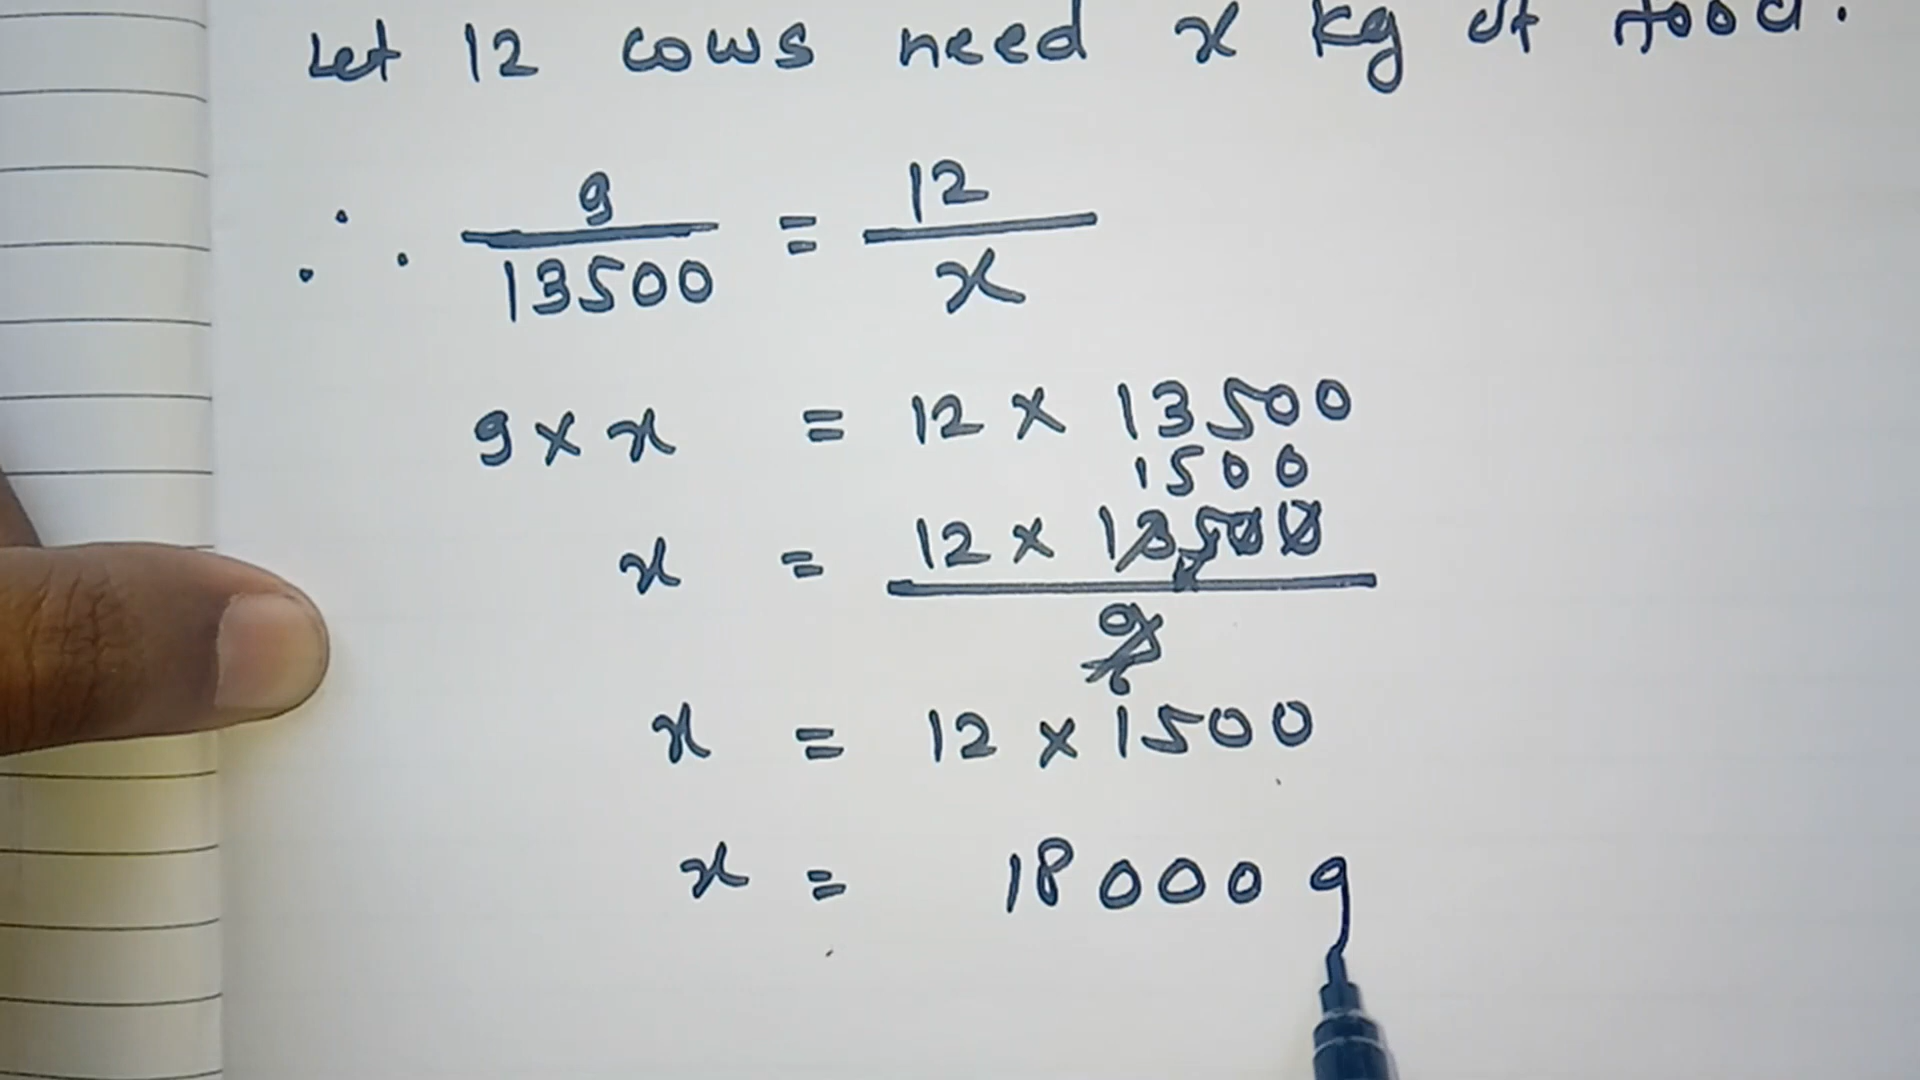 Let 12 cows need x kg of food.
∴ 9/13500 = 12/x
9 × x = 12 × 13500
1500
x = 12 × 13500 / 9
x = 12 × 1500
x = 18000 g